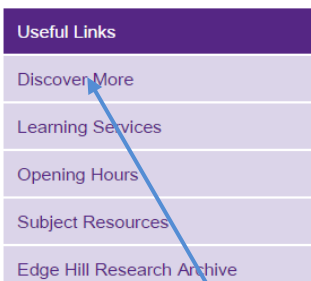 Useful Links
Discover More
Learning Services
Opening Hours
Subject Resources
Edge Hill Research Archive